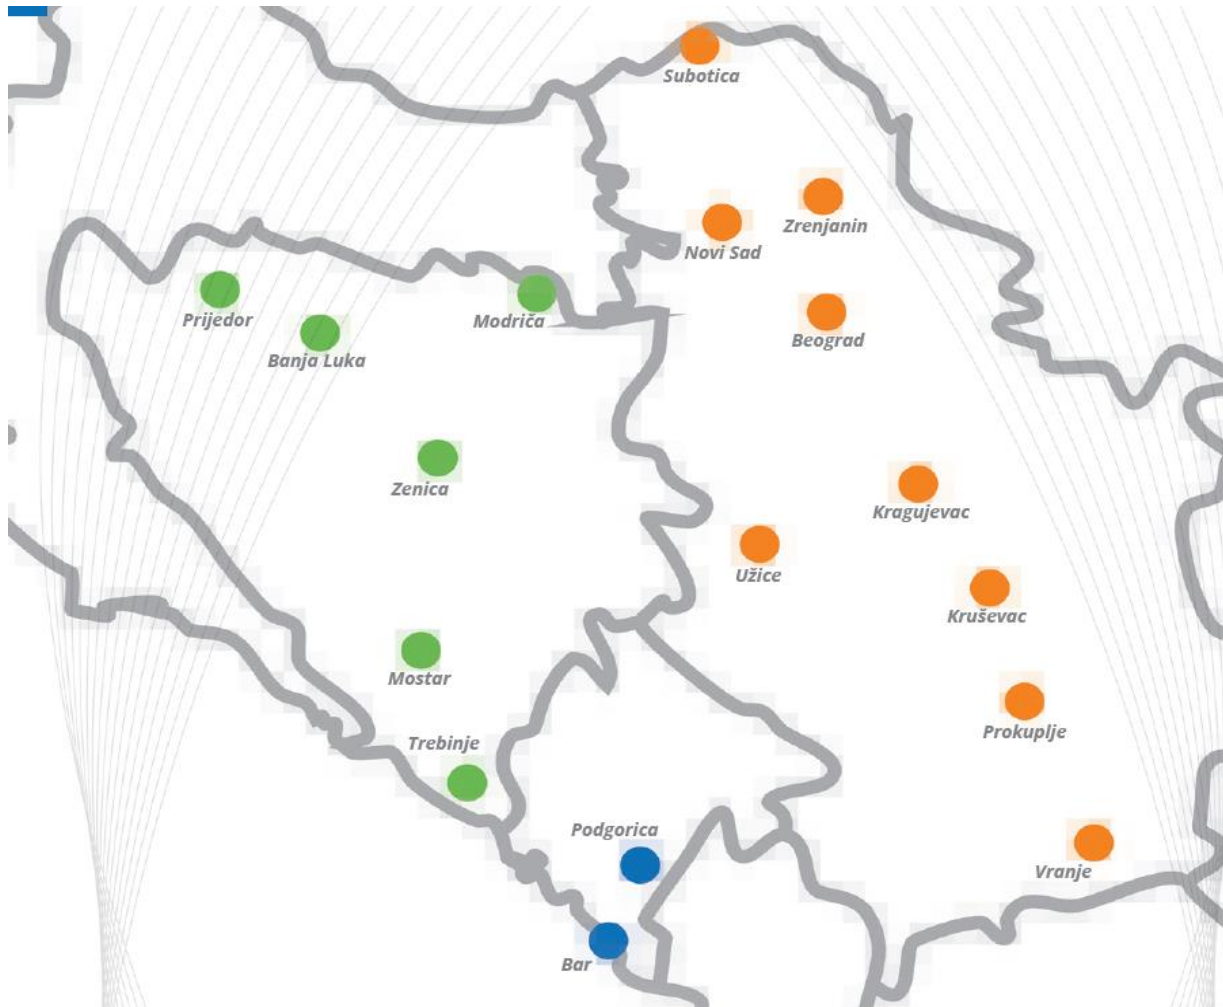 Subotica
Zrenjanin
Novi Sad
Prijedor
Modriča
Beograd
Banja Luka
Zenica
Kragujevac
Užice
Kruševac
Mostar
Prokuplje
Trebinje
Podgorica
Vranje
Bar